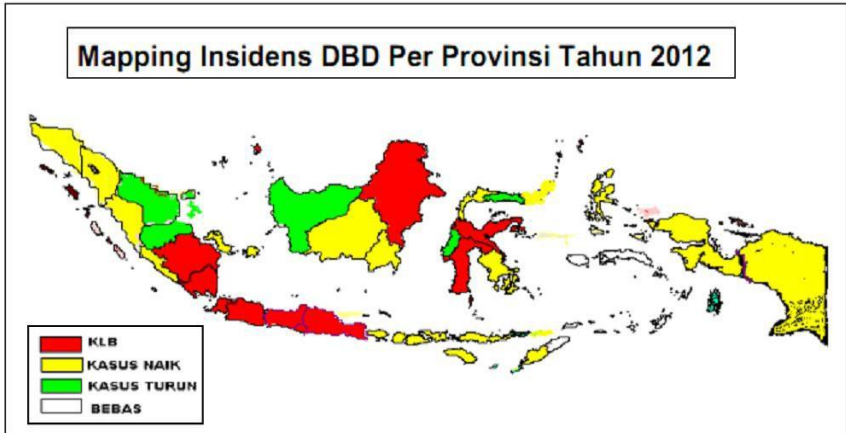 Mapping Insidens DBD Per Provinsi Tahun 2012
KLB
KASUS NAIK
KASUS TURUN
BEBAS